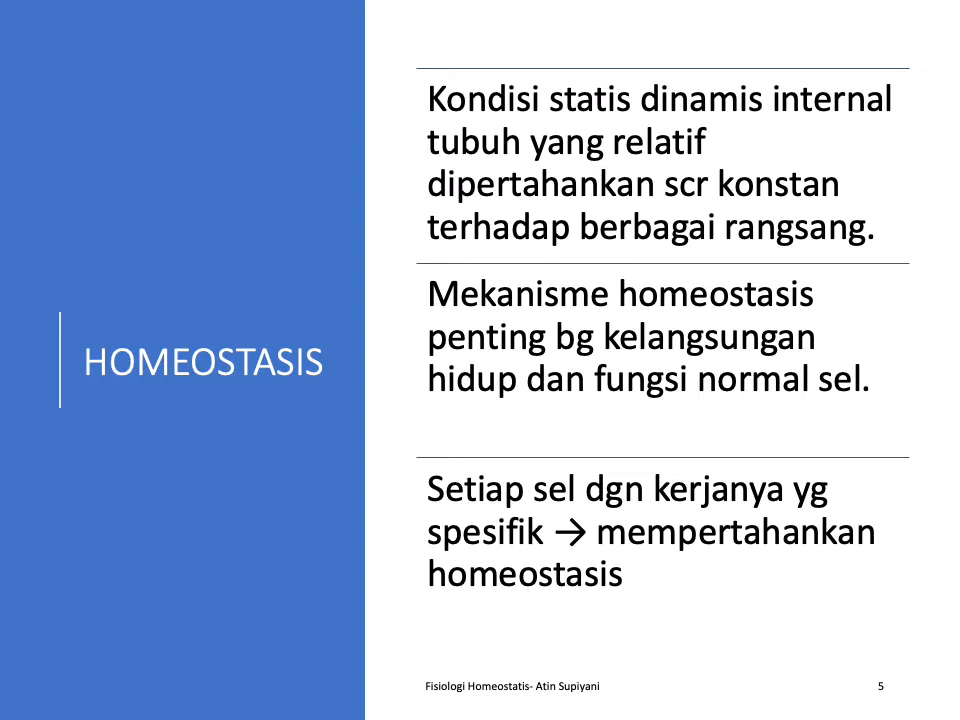 HOMEOSTASIS
Kondisi statis dinamis internal
tubuh yang relatif
dipertahankan scr konstan
terhadap berbagai rangsang.
Mekanisme homeostasis
penting bg kelangsungan
hidup dan fungsi normal sel.
Setiap sel dgn kerjanya yg
spesifik → mempertahankan
homeostasis
Fisiologi Homeostatis- Atin Supiyani
5